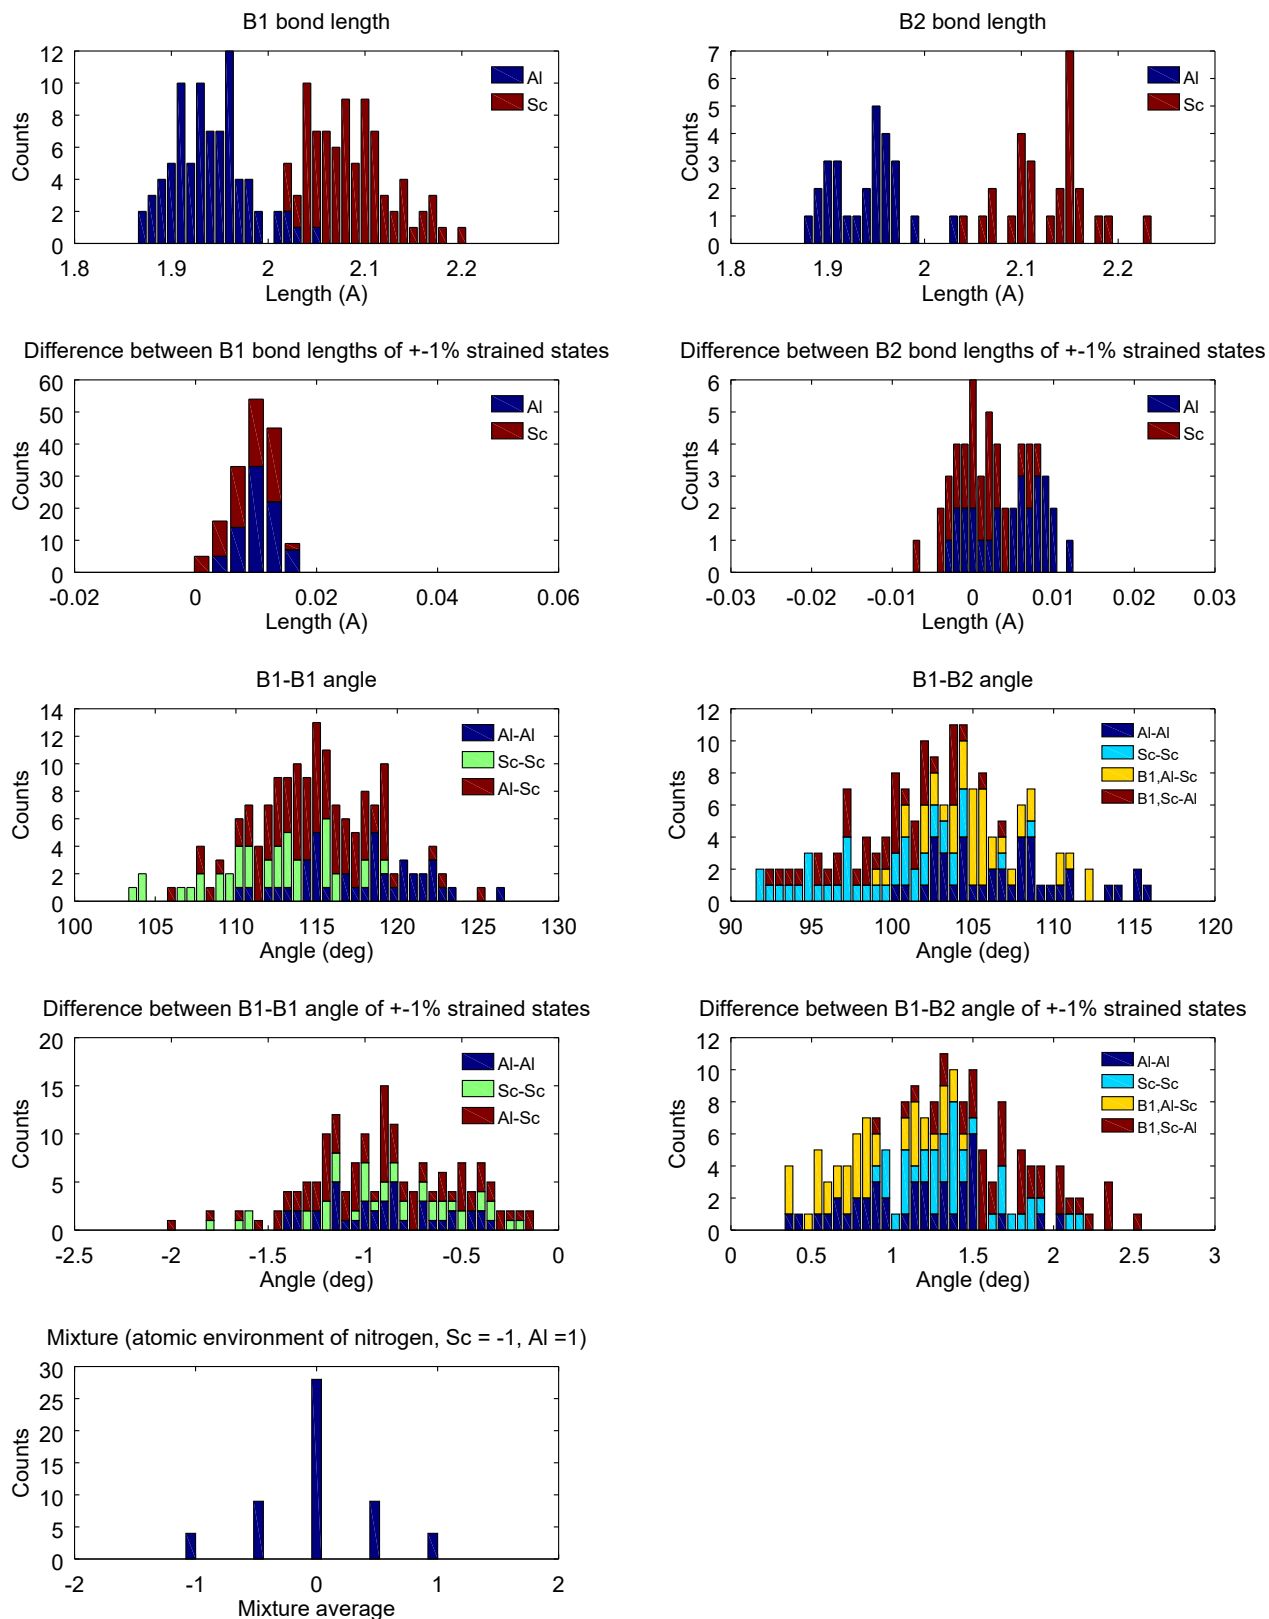 B1 bond length
12
10
8
6
4
2
0
Counts
Al
Sc
1.8 1.9 2 2.1 2.2
Length (A)
B2 bond length
7
6
5
4
3
2
1
0
Counts
Al
Sc
1.8 1.9 2 2.1 2.2
Length (A)
Difference between B1 bond lengths of +-1% strained states
60
50
40
30
20
10
0
Counts
Al
Sc
-0.02 0 0.02 0.04 0.06
Length (A)
Difference between B2 bond lengths of +-1% strained states
6
5
4
3
2
1
0
Counts
Al
Sc
-0.03 -0.02 -0.01 0 0.01 0.02 0.03
Length (A)
B1-B1 angle
14
12
10
8
6
4
2
0
Counts
Al-Al
Sc-Sc
Al-Sc
100 105 110 115 120 125 130
Angle (deg)
B1-B2 angle
12
10
8
6
4
2
0
Counts
Al-Al
Sc-Sc
B1,Al-Sc
B1,Sc-Al
90 95 100 105 110 115 120
Angle (deg)
Difference between B1-B1 angle of +-1% strained states
20
15
10
5
0
Counts
Al-Al
Sc-Sc
Al-Sc
-2.5 -2 -1.5 -1 -0.5 0
Angle (deg)
Difference between B1-B2 angle of +-1% strained states
12
10
8
6
4
2
0
Counts
Al-Al
Sc-Sc
B1,Al-Sc
B1,Sc-Al
0 0.5 1 1.5 2 2.5 3
Angle (deg)
Mixture (atomic environment of nitrogen, Sc = -1, Al =1)
30
25
20
15
10
5
0
Counts
-2 -1 0 1 2
Mixture average